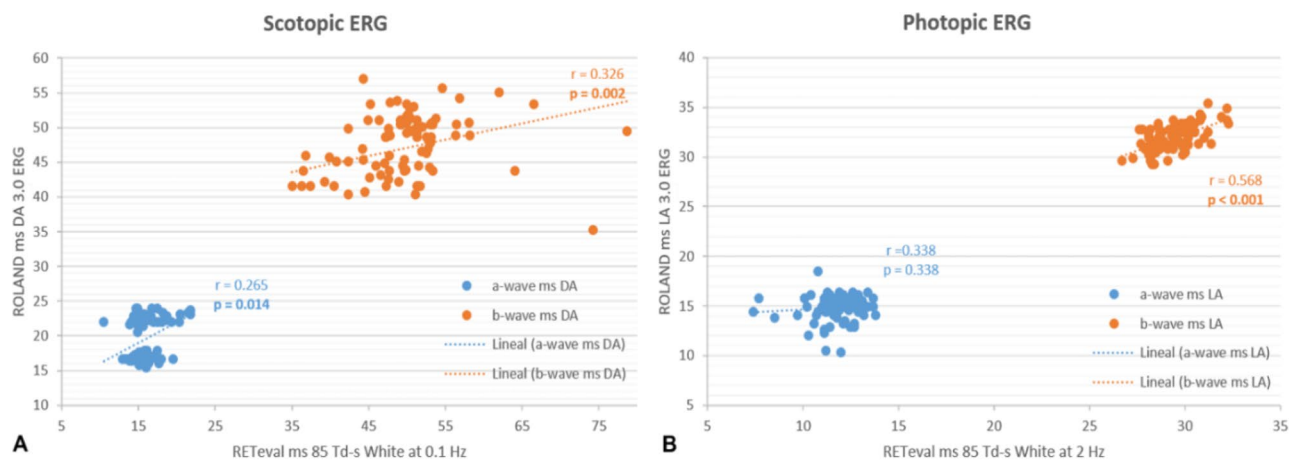 Scotopic ERG
ROLAND ms DA 3.0 ERG
60
55
50
45
40
35
30
25
20
15
10
r = 0.326
p = 0.002
r = 0.265
p = 0.014
a-wave ms DA
b-wave ms DA
Lineal (a-wave ms DA)
Lineal (b-wave ms DA)
5 15 25 35 45 55 65 75
A
RETeval ms 85 Td-s White at 0.1 Hz
Photopic ERG
ROLAND ms LA 3.0 ERG
40
35
30
25
20
15
10
5
r = 0.568
p < 0.001
r =0.338
p = 0.338
a-wave ms LA
b-wave ms LA
Lineal (a-wave ms LA)
Lineal (b-wave ms LA)
5 10 15 20 25 30 35
B
RETeval ms 85 Td-s White at 2 Hz